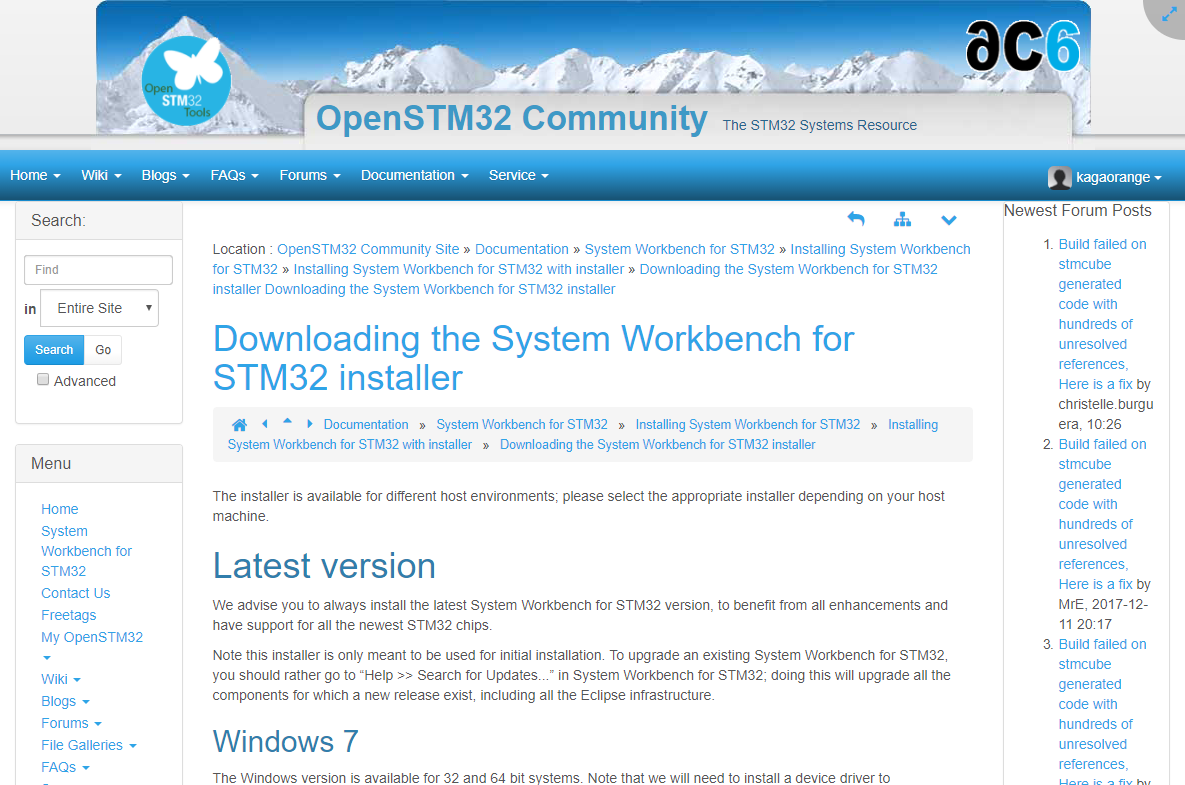 Open
STM32
Tools
ac6
OpenSTM32 Community The STM32 Systems Resource
Home Wiki Blogs FAQs Forums Documentation Service kagaorange
Search:
Find
in Entire Site
Search Go
Advanced
Menu
Home
System
Workbench for
STM32
Contact Us
Freetags
My OpenSTM32
Wiki
Blogs
Forums
File Galleries
FAQs
Location : OpenSTM32 Community Site » Documentation » System Workbench for STM32 » Installing System Workbench
for STM32 » Installing System Workbench for STM32 with installer » Downloading the System Workbench for STM32
installer Downloading the System Workbench for STM32 installer
Downloading the System Workbench for
STM32 installer
Documentation » System Workbench for STM32 » Installing System Workbench for STM32 » Installing
System Workbench for STM32 with installer » Downloading the System Workbench for STM32 installer
The installer is available for different host environments; please select the appropriate installer depending on your host
machine.
Latest version
We advise you to always install the latest System Workbench for STM32 version, to benefit from all enhancements and
have support for all the newest STM32 chips.
Note this installer is only meant to be used for initial installation. To upgrade an existing System Workbench for STM32,
you should rather go to “Help >> Search for Updates...” in System Workbench for STM32; doing this will upgrade all the
components for which a new release exist, including all the Eclipse infrastructure.
Windows 7
The Windows version is available for 32 and 64 bit systems. Note that we will need to install a device driver to
Newest Forum Posts
1. Build failed on
stmcube
generated
code with
hundreds of
unresolved
references,
Here is a fix by
christelle.burgu
era, 10:26
2. Build failed on
stmcube
generated
code with
hundreds of
unresolved
references,
Here is a fix by
MrE, 2017-12-
11 20:17
3. Build failed on
stmcube
generated
code with
hundreds of
unresolved
references,
Here is a fix by